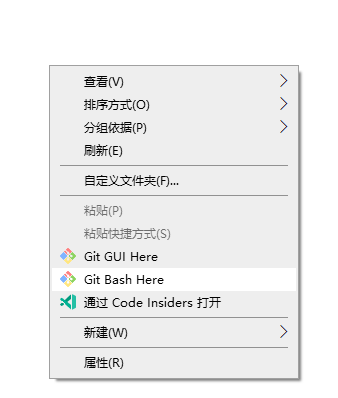 查看(V)
排序方式(O)
分组依据(P)
刷新(E)
自定义文件夹(F)...
粘贴(P)
粘贴快捷方式(S)
Git GUI Here
Git Bash Here
通过 Code Insiders 打开
新建(W)
属性(R)